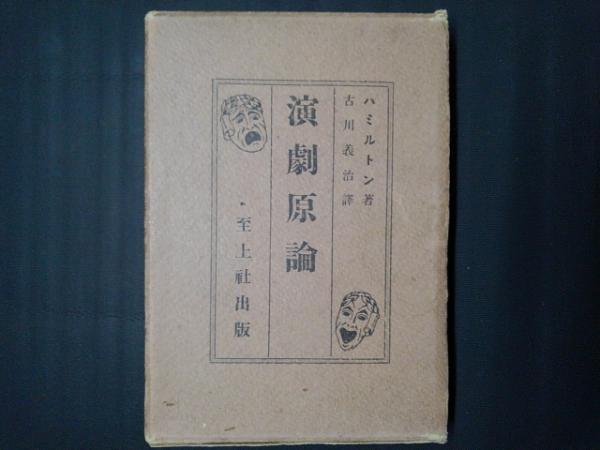 ハミルトン著
古川義治譯
演劇原論
・至上社出版